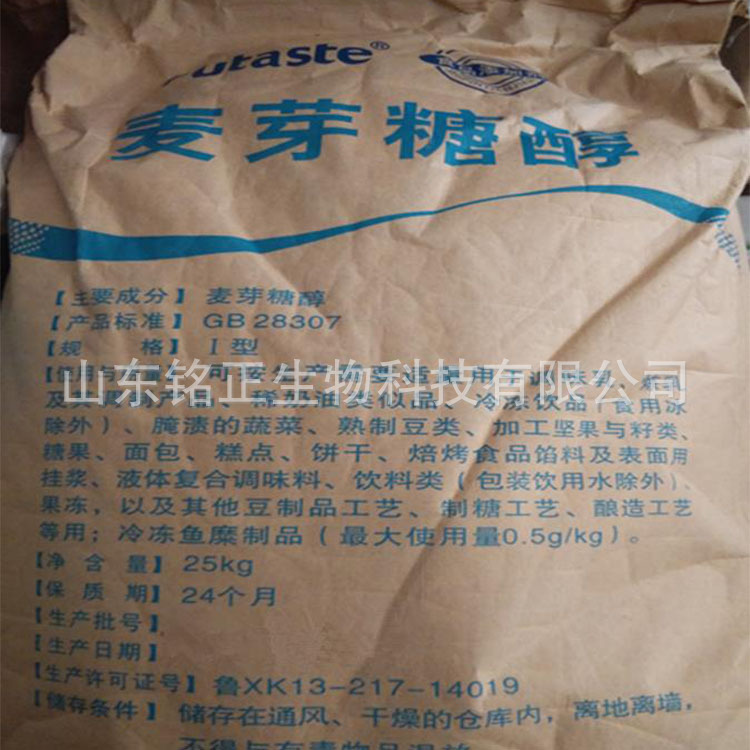 utaste®
食品添加剂
麦芽糖醇
【主要成分】麦芽糖醇
【产品标准】GB 28307
【规 格】I 型
山东铭正生物科技有限公司
除外）、腌渍的蔬菜、熟制豆类、加工坚果与籽类、
糖果、面包、糕点、饼干、焙烤食品馅料及表面用
挂浆、液体复合调味料、饮料类（包装饮用水除外）、
果冻，以及其他豆制品工艺、制糖工艺、酿造工艺
等用；冷冻鱼糜制品（最大使用量0.5g/kg）。
【净 含 量】25kg
【保 质 期】24个月
【生产批号】
【生产日期】
【生产许可证号】鲁XK13-217-14019
【储存条件】储存在通风、干燥的仓库内，离地离墙，